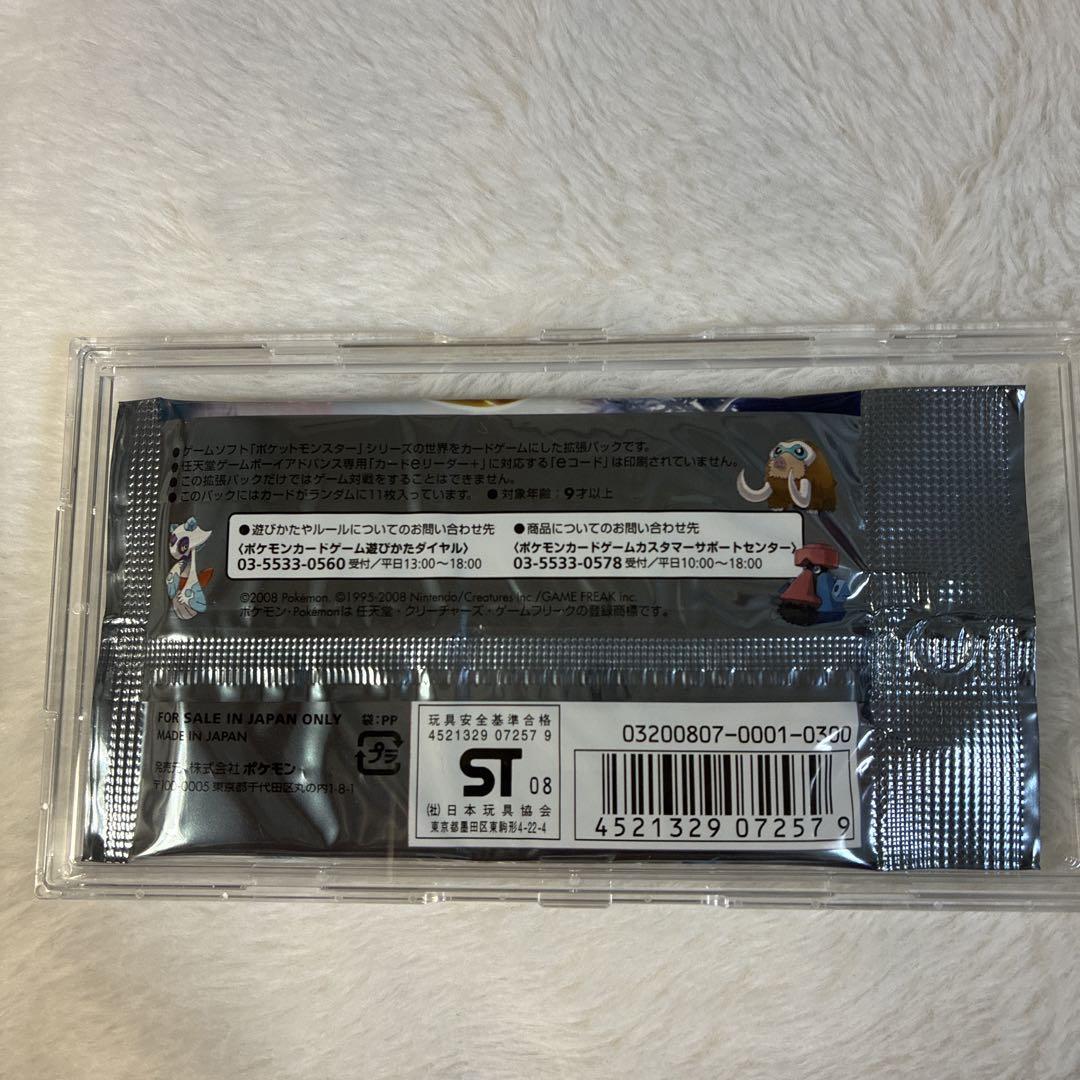 ● ゲームソフト「ポケットモンスター」シリーズの世界をカードゲームにした拡張パックです。
● 任天堂ゲームボーイアドバンス専用「カードeリーダー+」に対応する「eコード」は印刷されていません。
● この拡張パックだけではゲーム対戦をすることはできません。
● このパックにはカードがランダムに11枚入っています。 ● 対象年齢:9才以上
● 遊びかたやルールについてのお問い合わせ先
〈ポケモンカードゲーム遊びかたダイヤル〉
03-5533-0560 受付/平日13:00〜18:00
● 商品についてのお問い合わせ先
〈ポケモンカードゲームカスタマーサポートセンター〉
03-5533-0578 受付/平日10:00〜18:00
©2008 Pokémon. ©1995-2008 Nintendo/Creatures inc./GAME FREAK inc.
ポケモン・Pokémonは 任天堂・クリーチャーズ・ゲームフリークの登録商標です。
FOR SALE IN JAPAN ONLY
MADE IN JAPAN
袋:PP
プラ
発売元 株式会社 ポケモン
〒100-0005 東京都千代田区丸の内1-8-1
玩具安全基準合格
4521329 07257 9
ST 08
(社)日本玩具協会
東京都墨田区東駒形4-22-4
03200807-0001-0300
4521329 07257 9